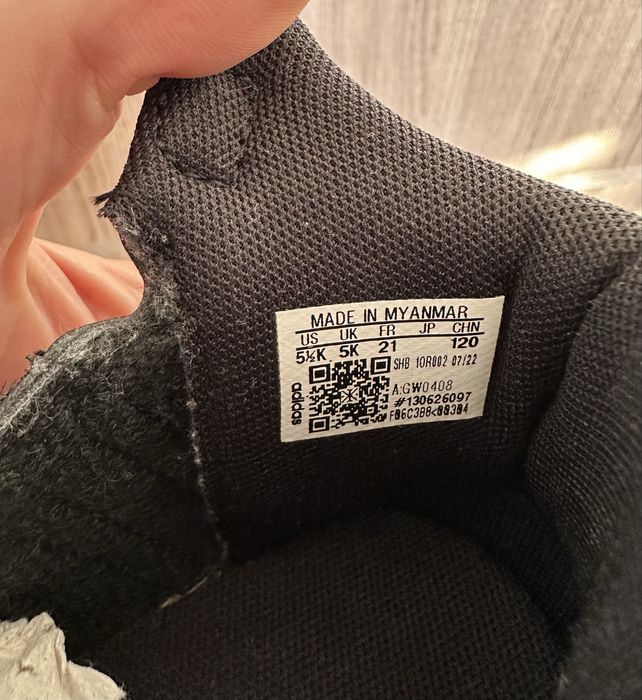 MADE IN MYANMAR
US UK FR JP CHN
5½K 5K 21 120
SHB 10R002 07/22
A:GW0408
#130626097
adidas